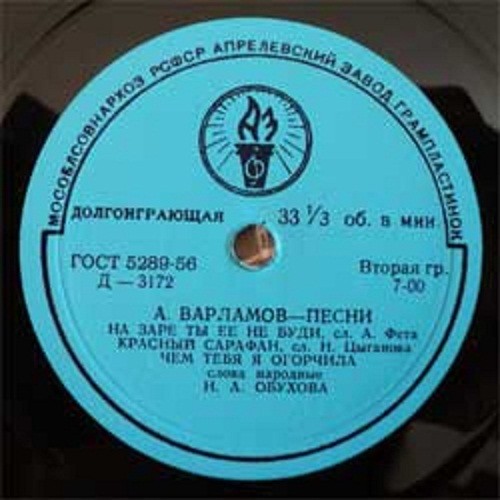 МОСОБЛСОВНАРХОЗ РСФСР АПРЕЛЕВСКИЙ ЗАВОД ГРАМПЛАСТИНОК
АЗ
ДОЛГОИГРАЮЩАЯ 33 1/3 об. в мин.
ГОСТ 5289-56 Вторая гр.
Д — 3172 7-00
А. ВАРЛАМОВ—ПЕСНИ
НА ЗАРЕ ТЫ ЕЕ НЕ БУДИ, сл. А. Фета
КРАСНЫЙ САРАФАН, сл. Н. Цыганова
ЧЕМ ТЕБЯ Я ОГОРЧИЛА
слова народные
Н. А. ОБУХОВА